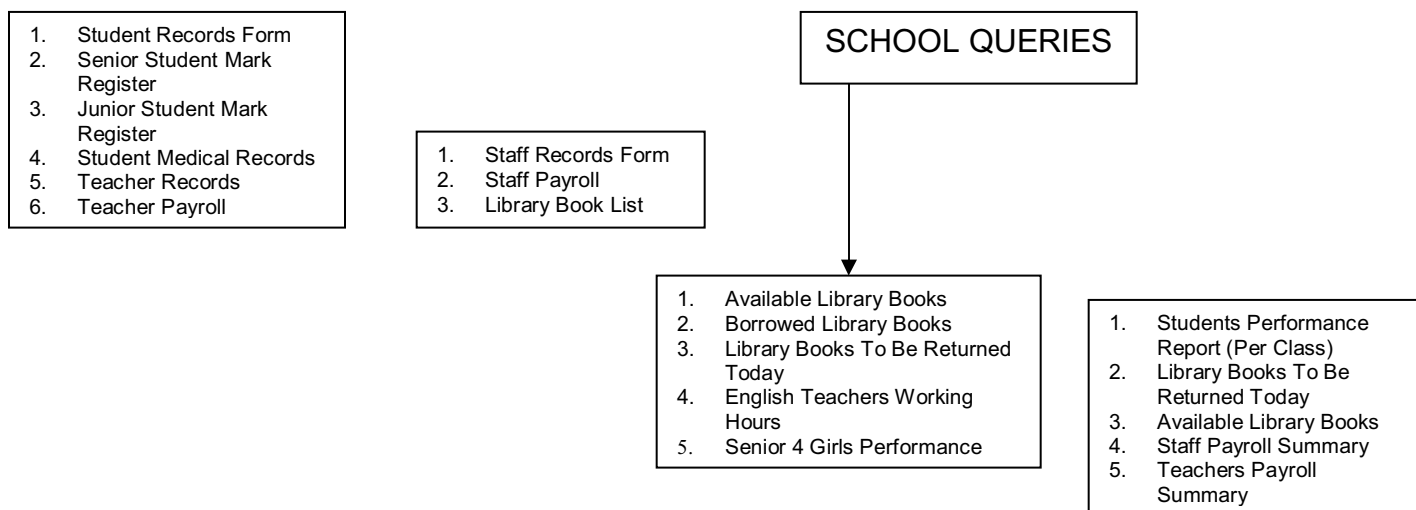 1. Student Records Form
2. Senior Student Mark
Register
3. Junior Student Mark
Register
4. Student Medical Records
5. Teacher Records
6. Teacher Payroll
SCHOOL QUERIES
1. Staff Records Form
2. Staff Payroll
3. Library Book List
1. Available Library Books
2. Borrowed Library Books
3. Library Books To Be Returned
Today
4. English Teachers Working
Hours
5. Senior 4 Girls Performance
1. Students Performance
Report (Per Class)
2. Library Books To Be
Returned Today
3. Available Library Books
4. Staff Payroll Summary
5. Teachers Payroll
Summary